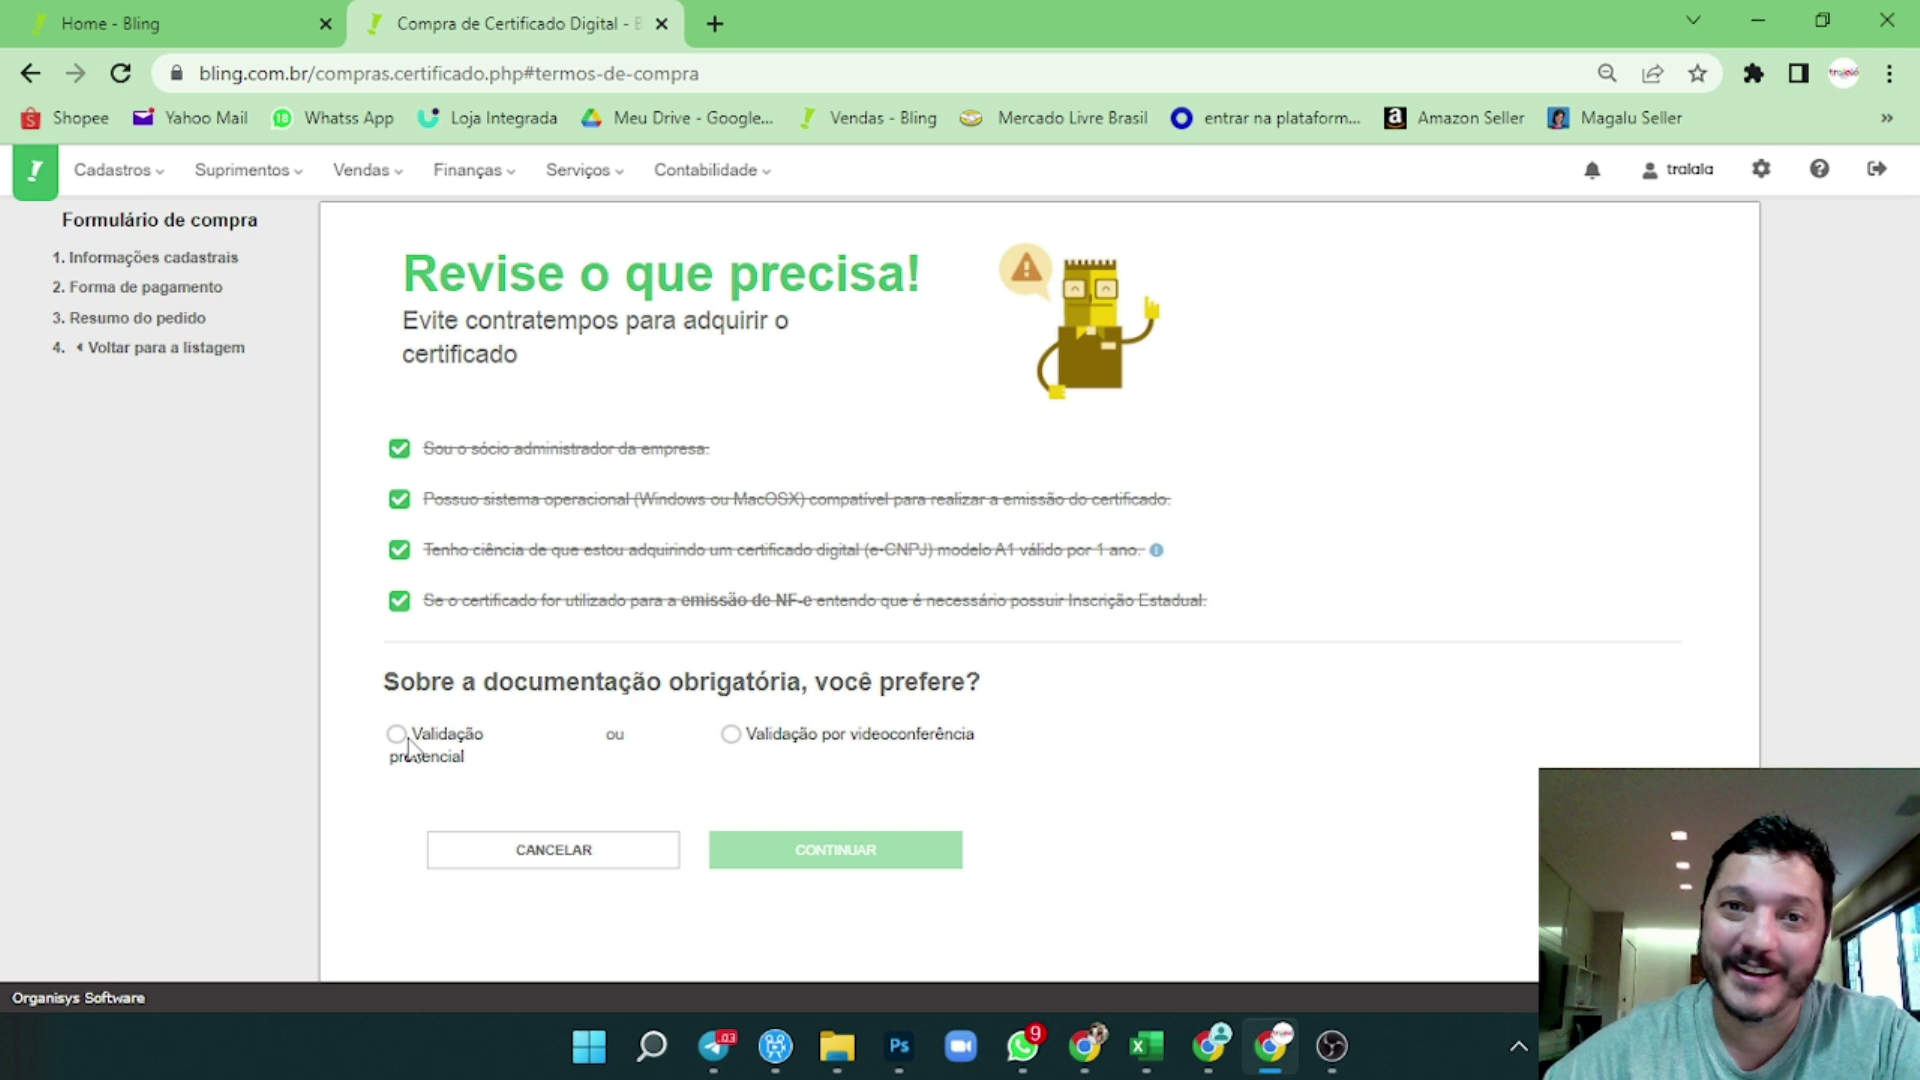 Home - Bling
Compra de Certificado Digital - B
bling.com.br/compras.certificado.php#termos-de-compra
Shopee
Yahoo Mail
Whatss App
Loja Integrada
Meu Drive - Google...
Vendas - Bling
Mercado Livre Brasil
entrar na plataform...
Amazon Seller
Magalu Seller
»
Cadastros
Suprimentos
Vendas
Finanças
Serviços
Contabilidade
tralala
Formulário de compra
1. Informações cadastrais
2. Forma de pagamento
3. Resumo do pedido
4. Voltar para a listagem
Revise o que precisa!
Evite contratempos para adquirir o
certificado
Sou o sócio administrador da empresa.
Possuo sistema operacional (Windows ou MacOSX) compatível para realizar a emissão do certificado.
Tenho ciência de que estou adquirindo um certificado digital (e-CNPJ) modelo A1 válido por 1 ano.
Se o certificado for utilizado para a emissão de NF-e entendo que é necessário possuir Inscrição Estadual.
Sobre a documentação obrigatória, você prefere?
Validação
presencial
ou
Validação por videoconferência
CANCELAR
CONTINUAR
Organisys Software
Ps
9